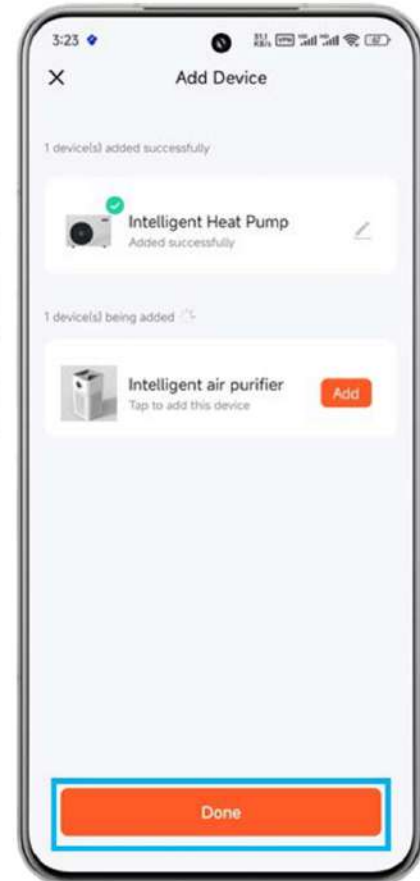 3:23
Add Device
1 device(s) added successfully
Intelligent Heat Pump
Added successfully
1 device(s) being added
Intelligent air purifier
Tap to add this device
Add
Done